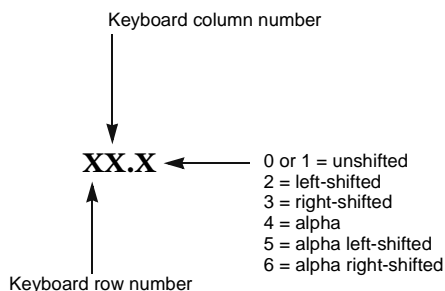 Keyboard column number
xx.x
0 or 1 = unshifted
2 = left-shifted
3 = right-shifted
4 = alpha
5 = alpha left-shifted
6 = alpha right-shifted
Keyboard row number